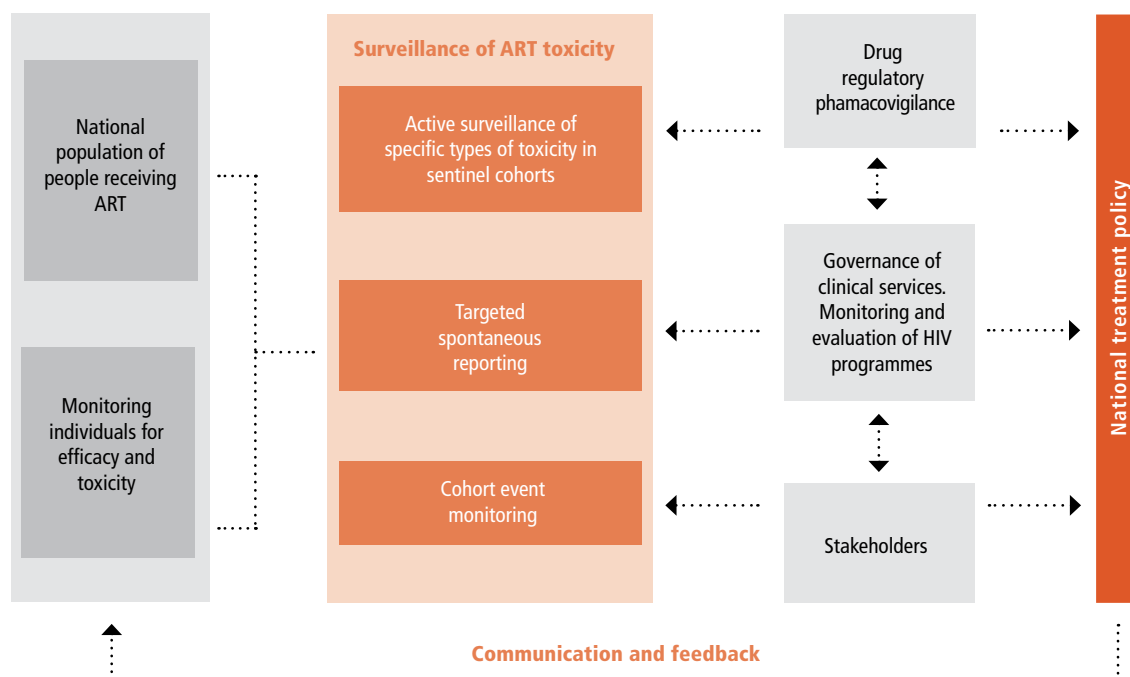 National
population of
people receiving
ART
Monitoring
individuals for
efficacy and
toxicity
Surveillance of ART toxicity
Active surveillance of
specific types of toxicity in
sentinel cohorts
Targeted
spontaneous
reporting
Cohort event
monitoring
Drug
regulatory
phamacovigilance
Governance of
clinical services.
Monitoring and
evaluation of HIV
programmes
Stakeholders
National treatment policy
Communication and feedback